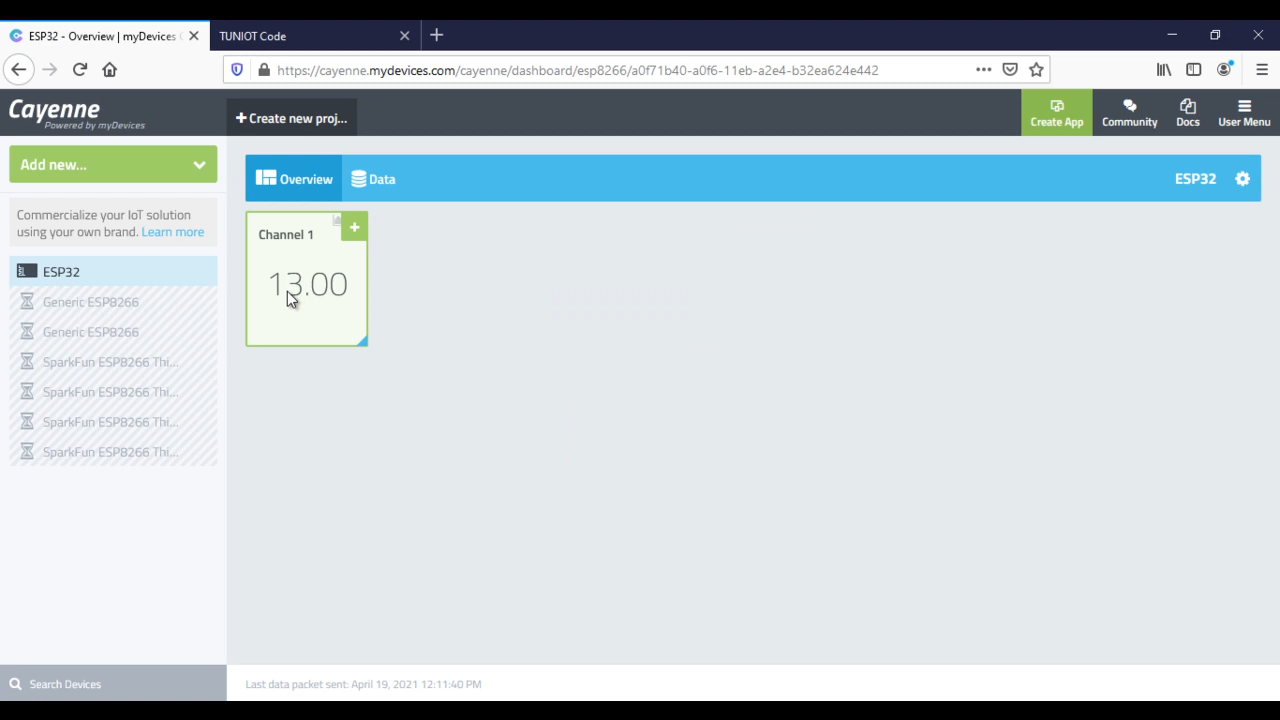 ESP32 - Overview | myDevices C
TUNIOT Code
https://cayenne.mydevices.com/cayenne/dashboard/esp8266/a0f71b40-a0f6-11eb-a2e4-b32ea624e442
Cayenne
Powered by myDevices
+ Create new proj...
Create App
Community
Docs
User Menu
Add new...
Overview
Data
ESP32
Commercialize your IoT solution
using your own brand. Learn more
Channel 1
13.00
ESP32
Generic ESP8266
Generic ESP8266
SparkFun ESP8266 Thi...
SparkFun ESP8266 Thi...
SparkFun ESP8266 Thi...
SparkFun ESP8266 Thi...
Search Devices
Last data packet sent: April 19, 2021 12:11:40 PM